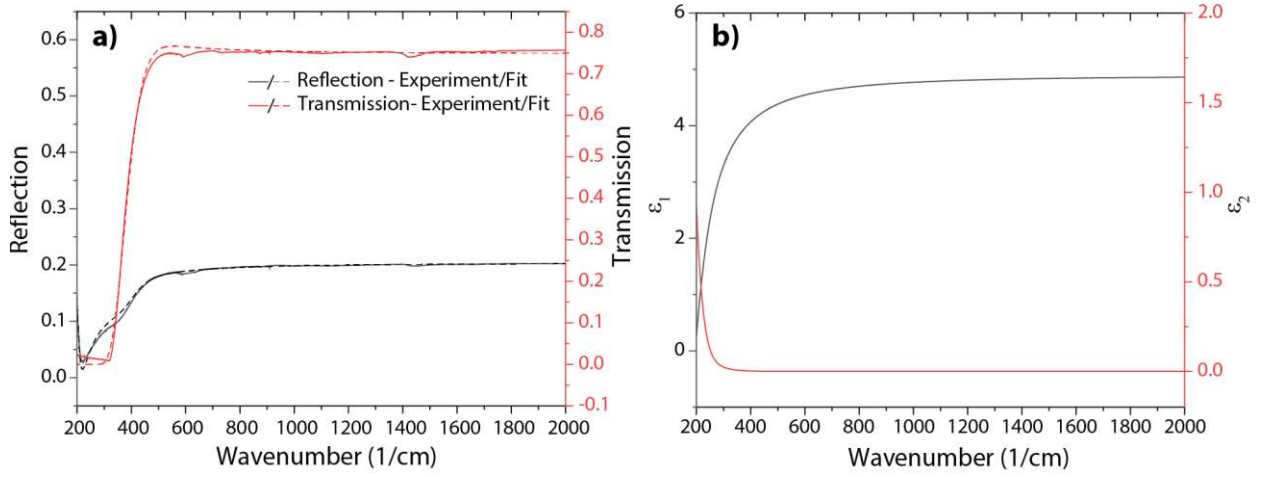 a)
Reflection - Experiment/Fit
Transmission- Experiment/Fit
0.6
0.5
0.4
0.3
0.2
0.1
0.0
Reflection
0.8
0.7
0.6
0.5
0.4
0.3
0.2
0.1
0.0
-0.1
Transmission
200 400 600 800 1000 1200 1400 1600 1800 2000
Wavenumber (1/cm)
b)
6
4
2
0
ε1
2.0
1.5
1.0
0.5
0.0
ε2
200 400 600 800 1000 1200 1400 1600 1800 2000
Wavenumber (1/cm)